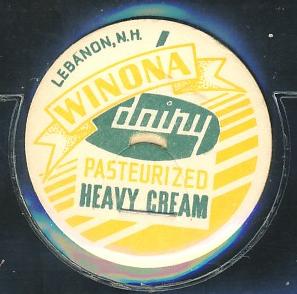 LEBANON, N.H.
WINONA
dairy
PASTEURIZED
HEAVY CREAM